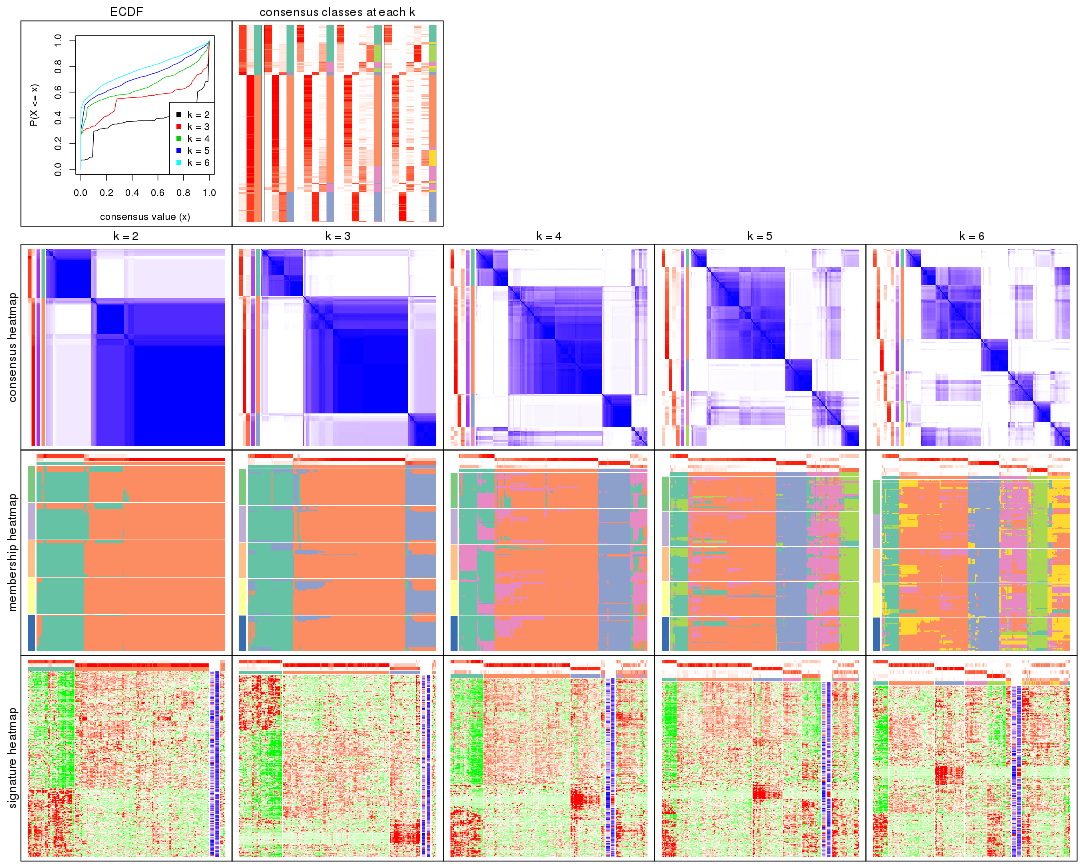 ECDF
consensus classes at each k
P(X <= x)
0.0 0.2 0.4 0.6 0.8 1.0
k = 2
k = 3
k = 4
k = 5
k = 6
0.0 0.2 0.4 0.6 0.8 1.0
consensus value (x)
k = 2
k = 3
k = 4
k = 5
k = 6
consensus heatmap
membership heatmap
signature heatmap